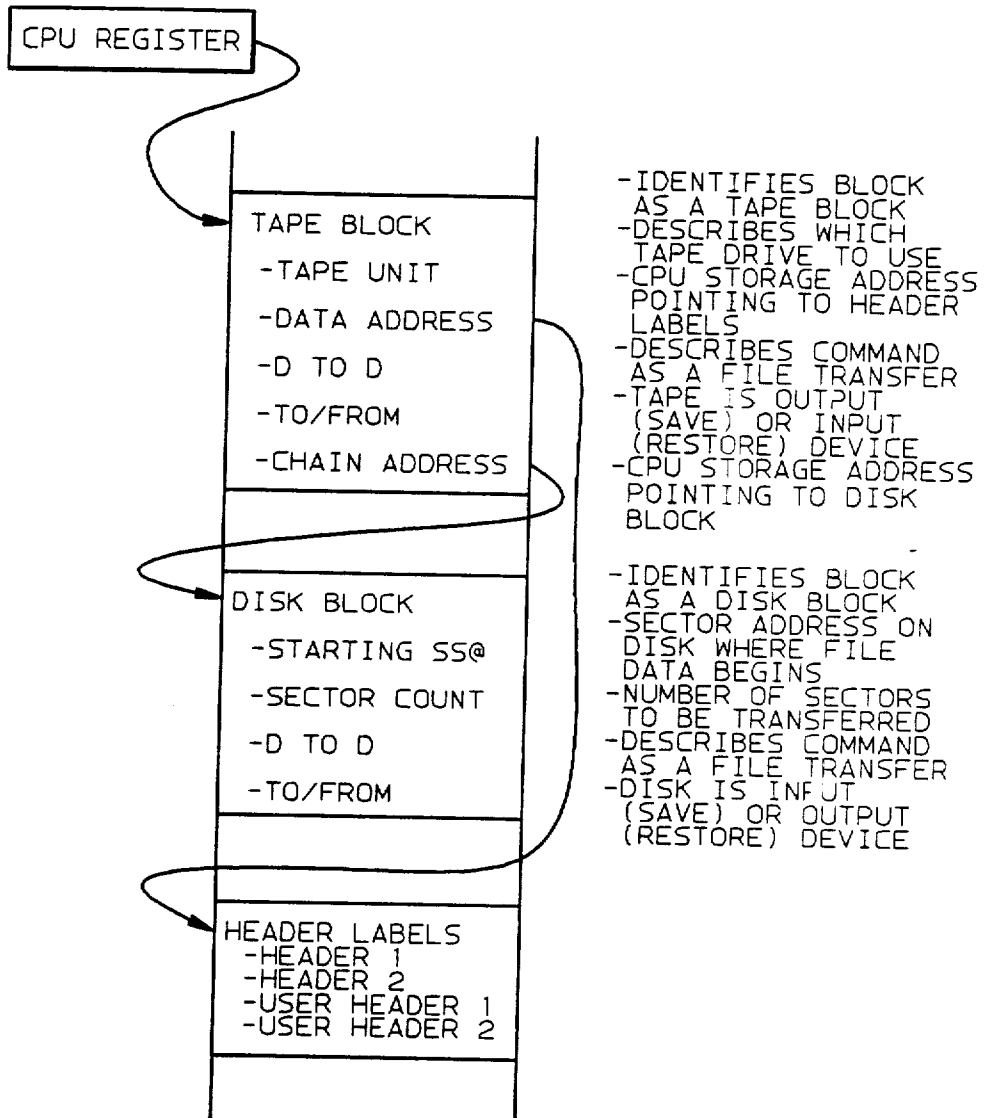 CPU REGISTER
TAPE BLOCK
-TAPE UNIT
-DATA ADDRESS
-D TO D
-TO/FROM
-CHAIN ADDRESS
-IDENTIFIES BLOCK
AS A TAPE BLOCK
-DESCRIBES WHICH
TAPE DRIVE TO USE
-CPU STORAGE ADDRESS
POINTING TO HEADER
LABELS
-DESCRIBES COMMAND
AS A FILE TRANSFER
-TAPE IS OUTPUT
(SAVE) OR INPUT
(RESTORE) DEVICE
-CPU STORAGE ADDRESS
POINTING TO DISK
BLOCK
DISK BLOCK
-STARTING SS@
-SECTOR COUNT
-D TO D
-TO/FROM
-IDENTIFIES BLOCK
AS A DISK BLOCK
-SECTOR ADDRESS ON
DISK WHERE FILE
DATA BEGINS
-NUMBER OF SECTORS
TO BE TRANSFERRED
-DESCRIBES COMMAND
AS A FILE TRANSFER
-DISK IS INPUT
(SAVE) OR OUTPUT
(RESTORE) DEVICE
HEADER LABELS
-HEADER 1
-HEADER 2
-USER HEADER 1
-USER HEADER 2